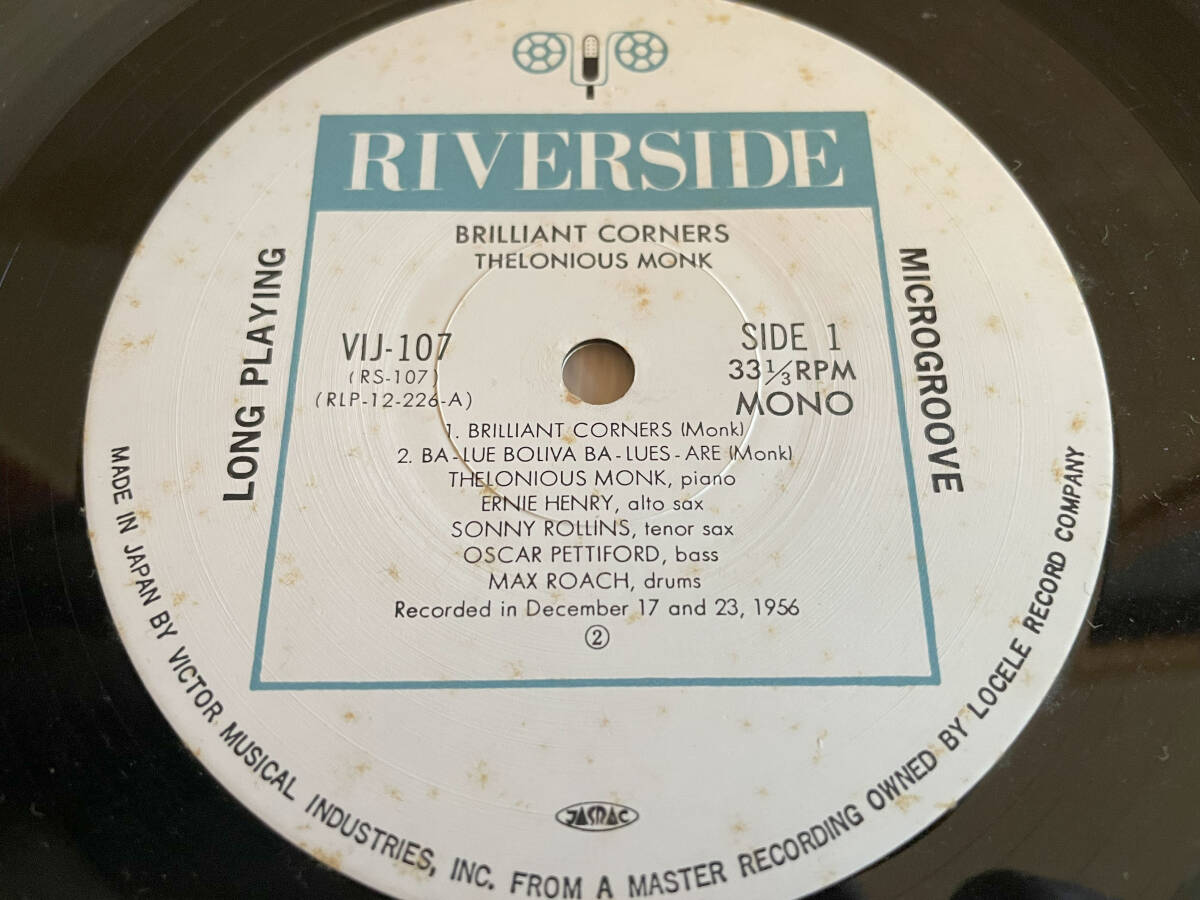 RIVERSIDE
BRILLIANT CORNERS
THELONIOUS MONK
LONG PLAYING
MICROGROOVE
VIJ-107
(RS-107)
(RLP-12-226-A)
SIDE 1
33 1/3 RPM
MONO
1. BRILLIANT CORNERS (Monk)
2. BA-LUE BOLIVA BA-LUES-ARE (Monk)
THELONIOUS MONK, piano
ERNIE HENRY, alto sax
SONNY ROLLINS, tenor sax
OSCAR PETTIFORD, bass
MAX ROACH, drums
Recorded in December 17 and 23, 1956
②
JASRAC
MADE IN JAPAN BY VICTOR MUSICAL INDUSTRIES, INC. FROM A MASTER RECORDING OWNED BY LOCELE RECORD COMPANY